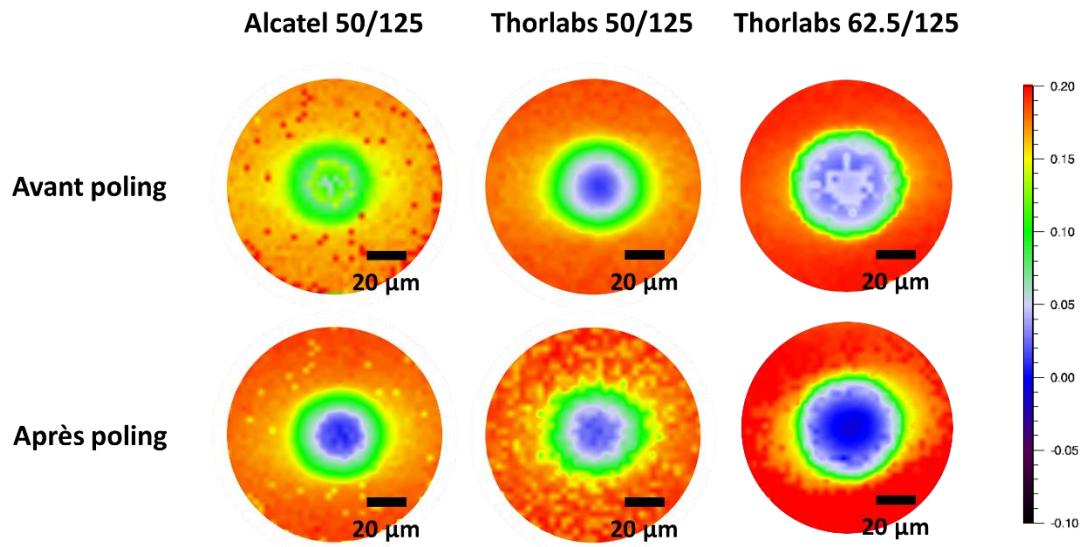 Alcatel 50/125 Thorlabs 50/125 Thorlabs 62.5/125
Avant poling
20 µm 20 µm 20 µm
Après poling
20 µm 20 µm 20 µm
0.20
0.15
0.10
0.05
0.00
-0.05
-0.10